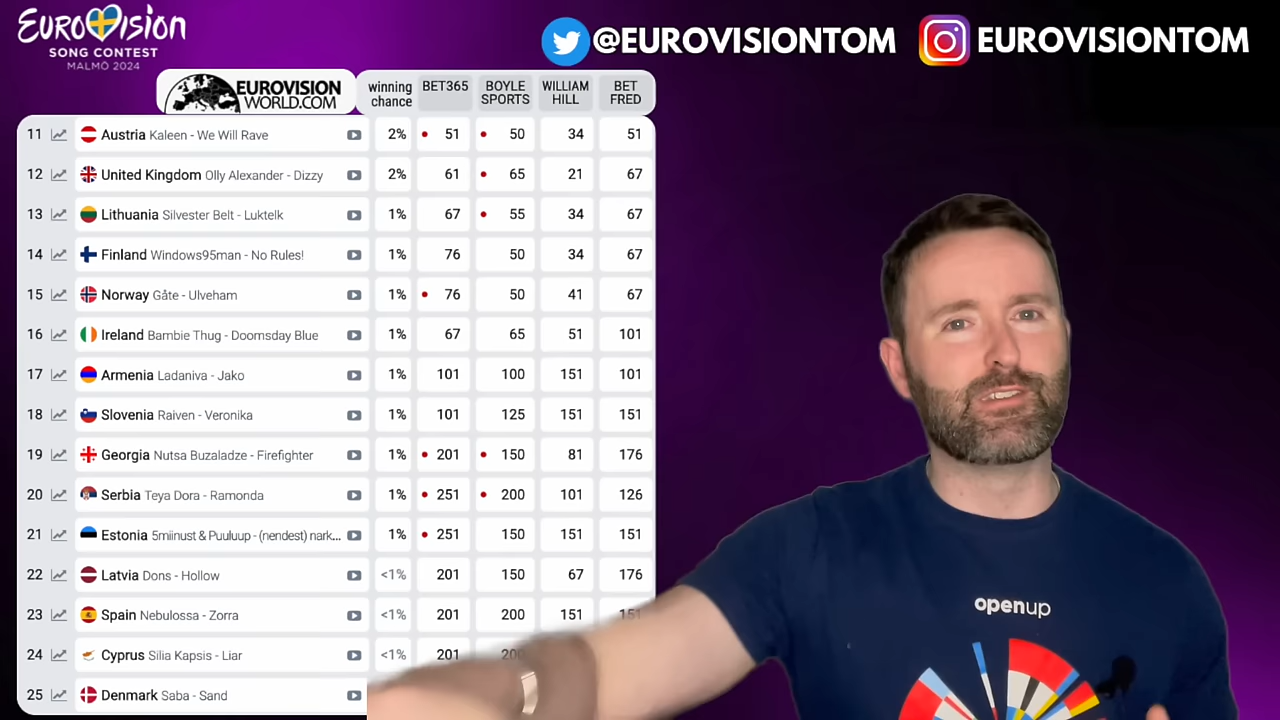 EUROVISION
SONG CONTEST
MALMÖ 2024
@EUROVISIONTOM
EUROVISIONTOM
EUROVISION
WORLD.COM
winning chance BET365 BOYLE SPORTS WILLIAM HILL BET FRED
11 Austria Kaleen - We Will Rave 2% 51 50 34 51
12 United Kingdom Olly Alexander - Dizzy 2% 61 65 21 67
13 Lithuania Silvester Belt - Luktelk 1% 67 55 34 67
14 Finland Windows95man - No Rules! 1% 76 50 34 67
15 Norway Gåte - Ulveham 1% 76 50 41 67
16 Ireland Bambie Thug - Doomsday Blue 1% 67 65 51 101
17 Armenia Ladaniva - Jako 1% 101 100 151 101
18 Slovenia Raiven - Veronika 1% 101 125 151 151
19 Georgia Nutsa Buzaladze - Firefighter 1% 201 150 81 176
20 Serbia Teya Dora - Ramonda 1% 251 200 101 126
21 Estonia 5miinust & Puuluup - (nendest) nark... 1% 251 150 151 151
22 Latvia Dons - Hollow <1% 201 150 67 176
23 Spain Nebulossa - Zorra <1% 201 200 151 151
24 Cyprus Silia Kapsis - Liar <1% 201 200
25 Denmark Saba - Sand
openup